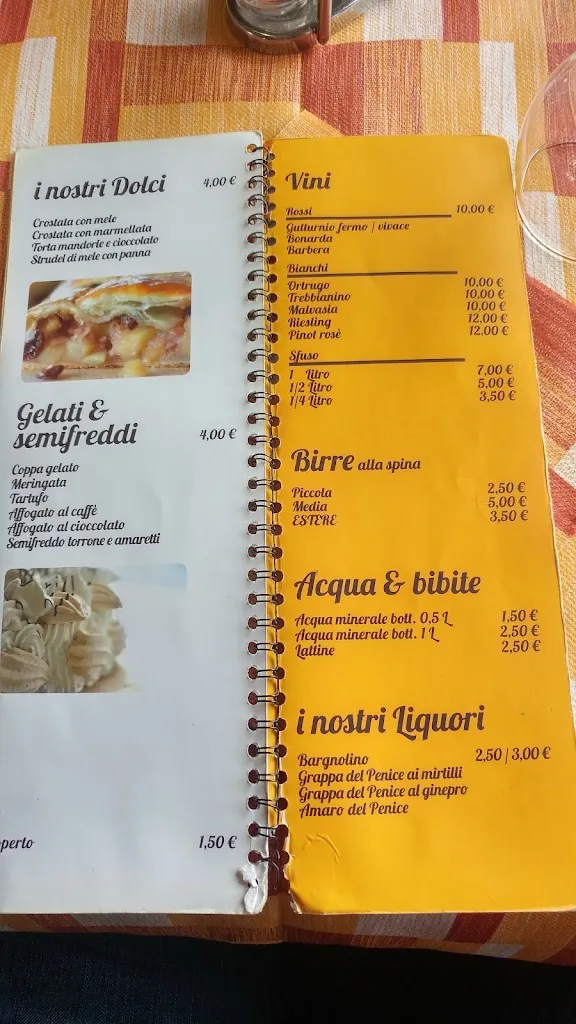 i nostri Dolci 4,00 €
Crostata con mele
Crostata con marmellata
Torta mandorle e cioccolato
Strudel di mele con panna
Gelati &
semifreddi 4,00 €
Coppa gelato
Meringata
Tartufo
Affogato al caffè
Affogato al cioccolato
Semifreddo torrone e amaretti
perto 1,50 €
Vini
Rossi 10,00 €
Gutturnio fermo / vivace
Bonarda
Barbera
Bianchi
Ortrugo 10,00 €
Trebbianino 10,00 €
Malvasia 10,00 €
Riesling 12,00 €
Pinot rosè 12,00 €
Sfuso
1 Litro 7,00 €
1/2 Litro 5,00 €
1/4 Litro 3,50 €
Birre alla spina
Piccola 2,50 €
Media 5,00 €
ESTERE 3,50 €
Acqua & bibite
Acqua minerale bott. 0,5 L 1,50 €
Acqua minerale bott. 1 L 2,50 €
Lattine 2,50 €
i nostri Liquori
Bargnolino 2,50 / 3,00 €
Grappa del Penice ai mirtilli
Grappa del Penice al ginepro
Amaro del Penice